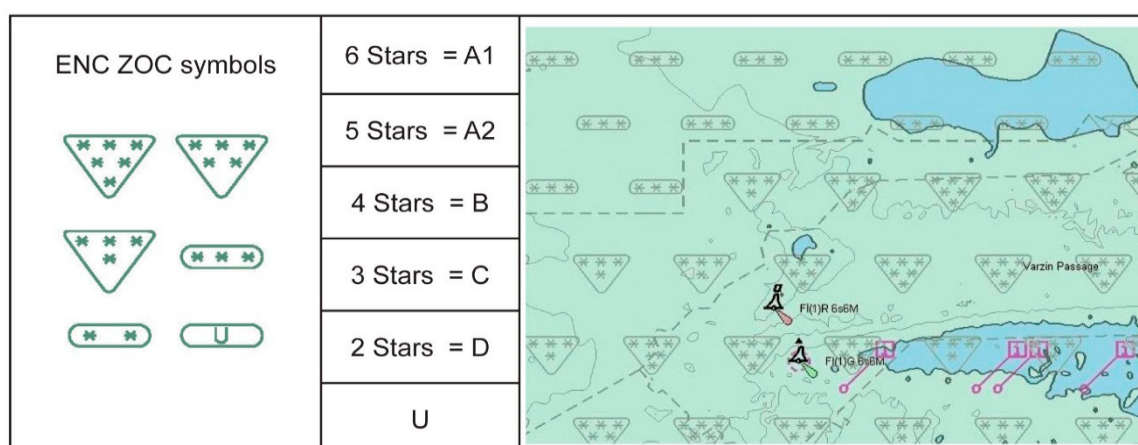 ENC ZOC symbols
U
6 Stars = A1
5 Stars = A2
4 Stars = B
3 Stars = C
2 Stars = D
U
Varzin Passage
Fl(1)R 6s6M
Fl(1)G 6s6M